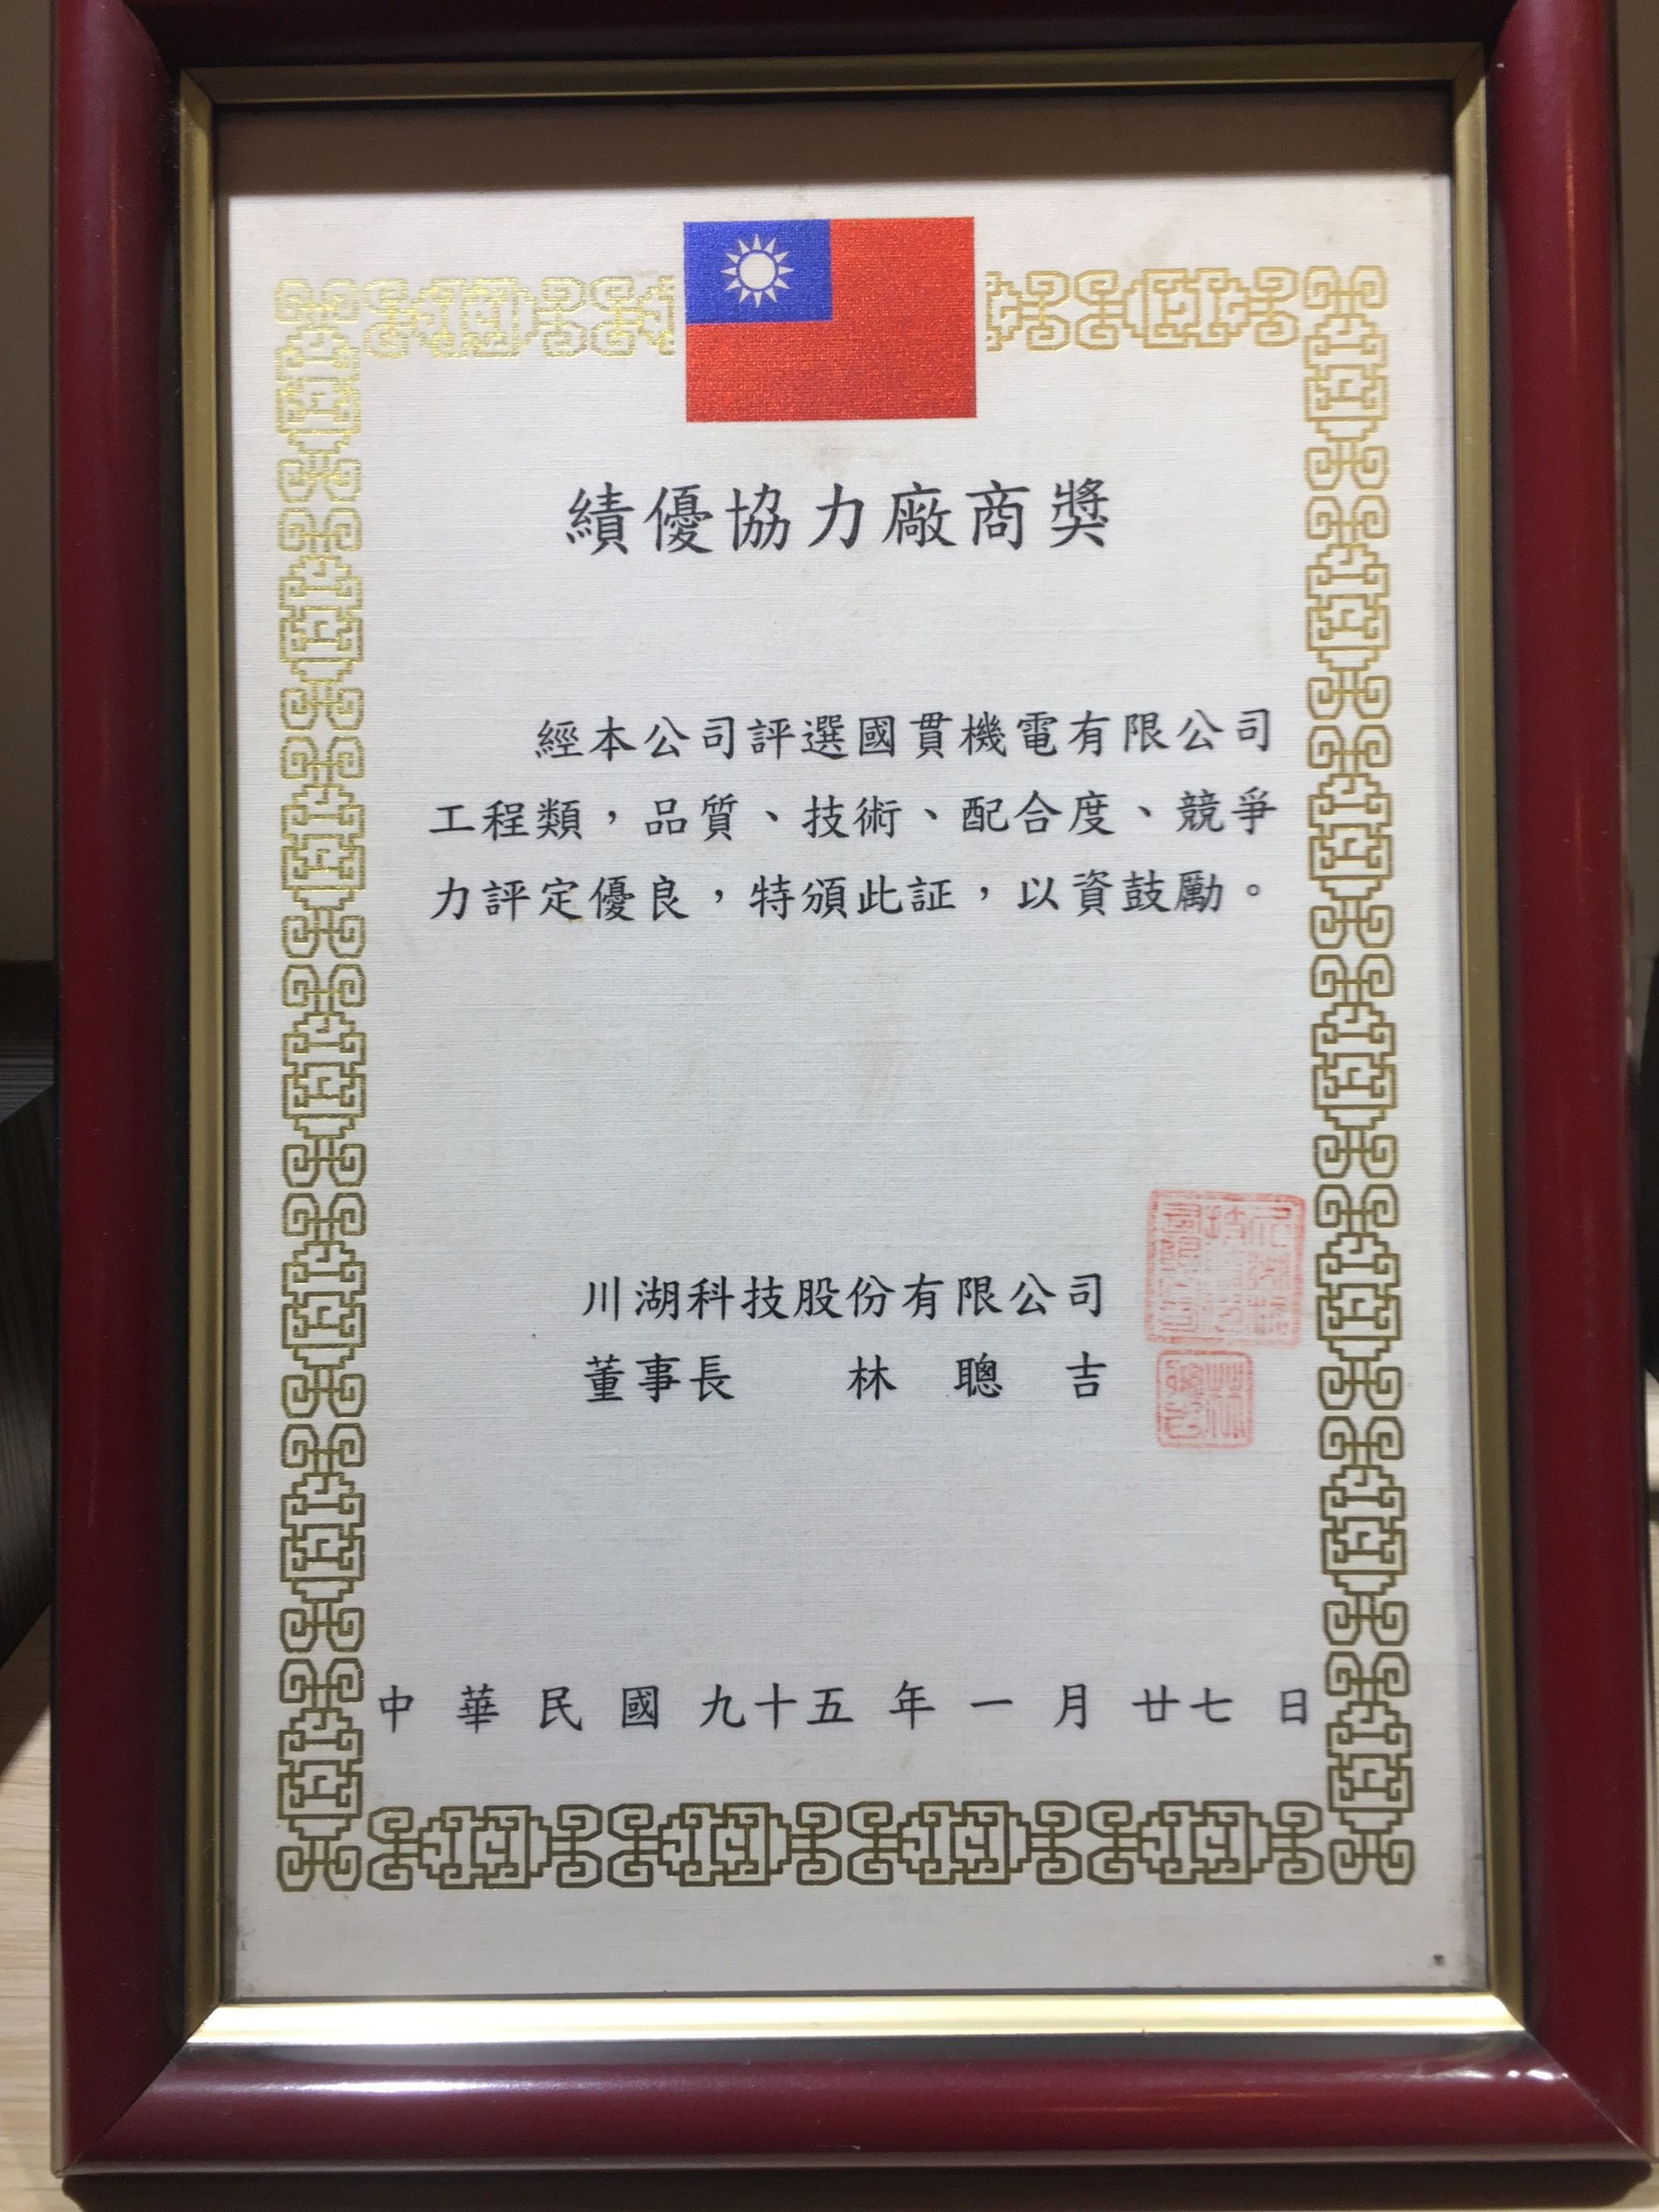 績優協力廠商獎
經本公司評選國貫機電有限公司
工程類，品質、技術、配合度、競爭
力評定優良，特頒此証，以資鼓勵。
川湖科技股份有限公司
董事長 林聰吉
中華民國九十五年一月廿七日